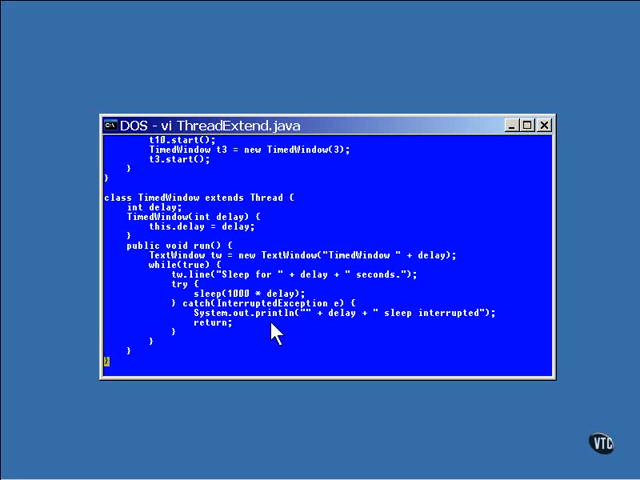 DOS - vi ThreadExtend.java
        t10.start();
        TimedWindow t3 = new TimedWindow(3);
        t3.start();
    }
}
class TimedWindow extends Thread {
    int delay;
    TimedWindow(int delay) {
        this.delay = delay;
    }
    public void run() {
        TextWindow tw = new TextWindow("TimedWindow " + delay);
        while(true) {
            tw.line("Sleep for " + delay + " seconds.");
            try {
                sleep(1000 * delay);
            } catch(InterruptedException e) {
                System.out.println("" + delay + " sleep interrupted");
                return;
            }
        }
    }
}
VTC